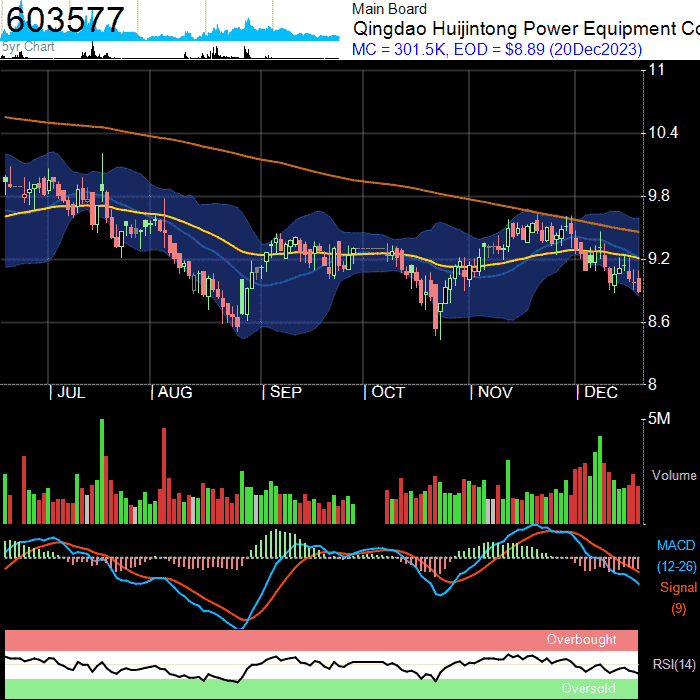 603577
5yr Chart
Main Board
Qingdao Huijintong Power Equipment Co
MC = 301.5K, EOD = $8.89 (20Dec2023)
11
10.4
9.8
9.2
8.6
8
JUL AUG SEP OCT NOV DEC
5M
Volume
MACD
(12-26)
Signal
(9)
Overbought
RSI(14)
Oversold